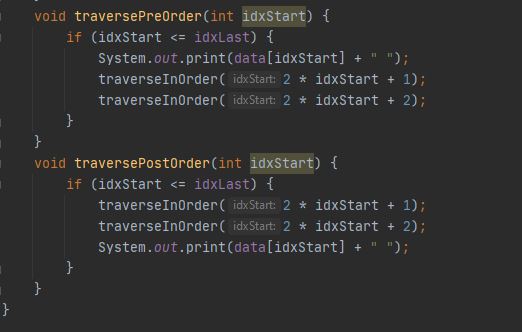 void traversePreOrder(int idxStart) {
if (idxStart <= idxLast) {
System.out.print(data[idxStart] + " ");
traverseInOrder( idxStart: 2 * idxStart + 1);
traverseInOrder( idxStart: 2 * idxStart + 2);
}
}
void traversePostOrder(int idxStart) {
if (idxStart <= idxLast) {
traverseInOrder( idxStart: 2 * idxStart + 1);
traverseInOrder( idxStart: 2 * idxStart + 2);
System.out.print(data[idxStart] + " ");
}
}
}